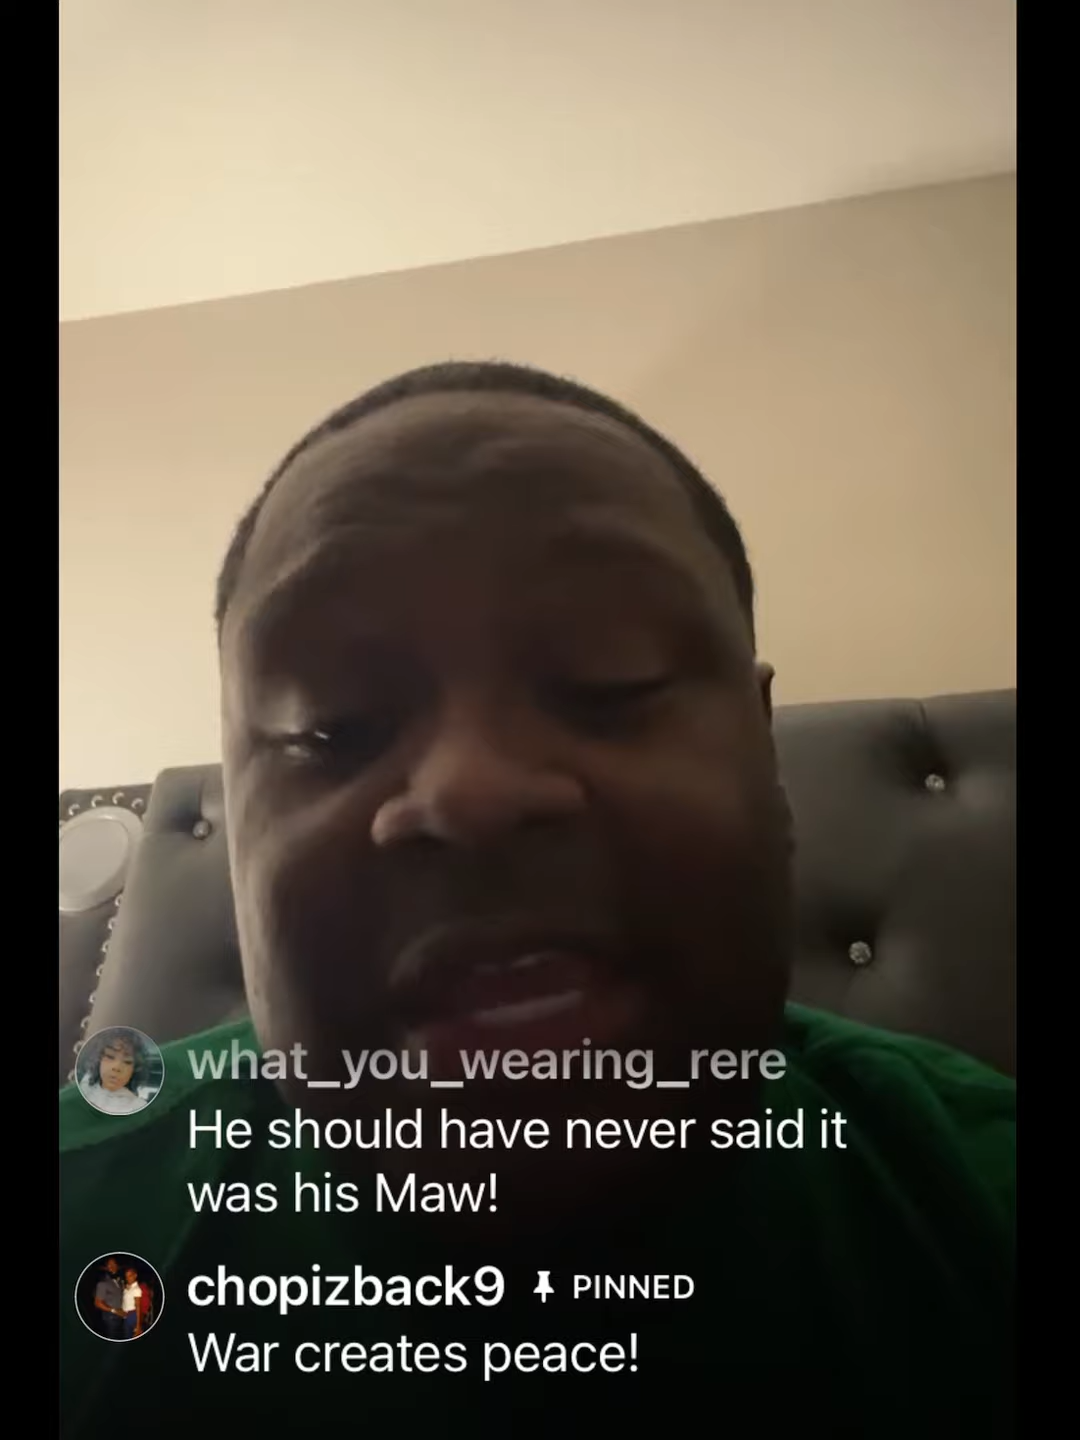 what_you_wearing_rere
He should have never said it
was his Maw!
chopizback9 PINNED
War creates peace!